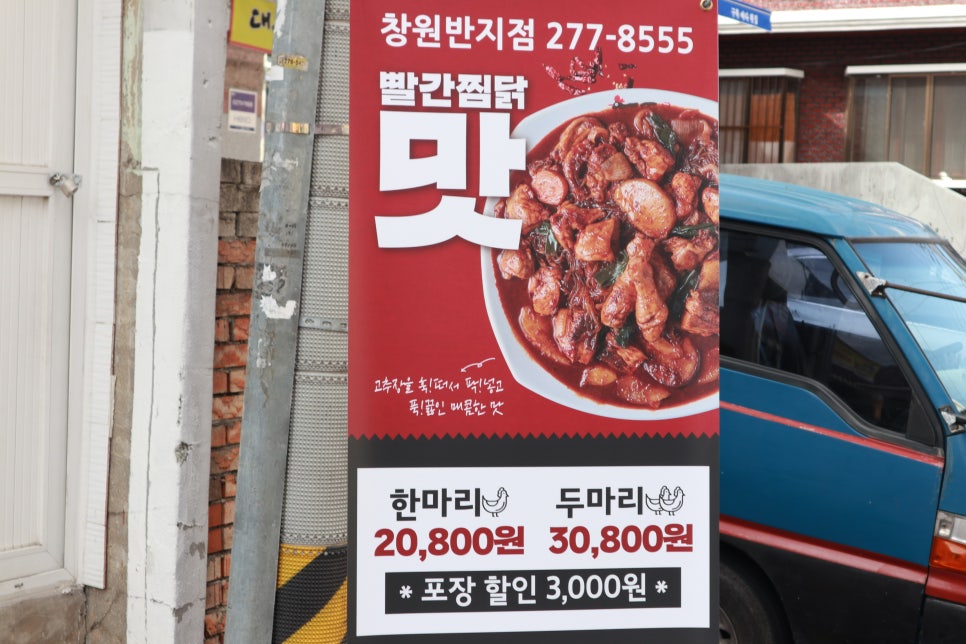 창원반지점 277-8555
빨간찜닭
맛
고추장을 푹!떠서 팍!넣고
푹!끓인 매콤한 맛
한마리 두마리
20,800원 30,800원
* 포장 할인 3,000원 *